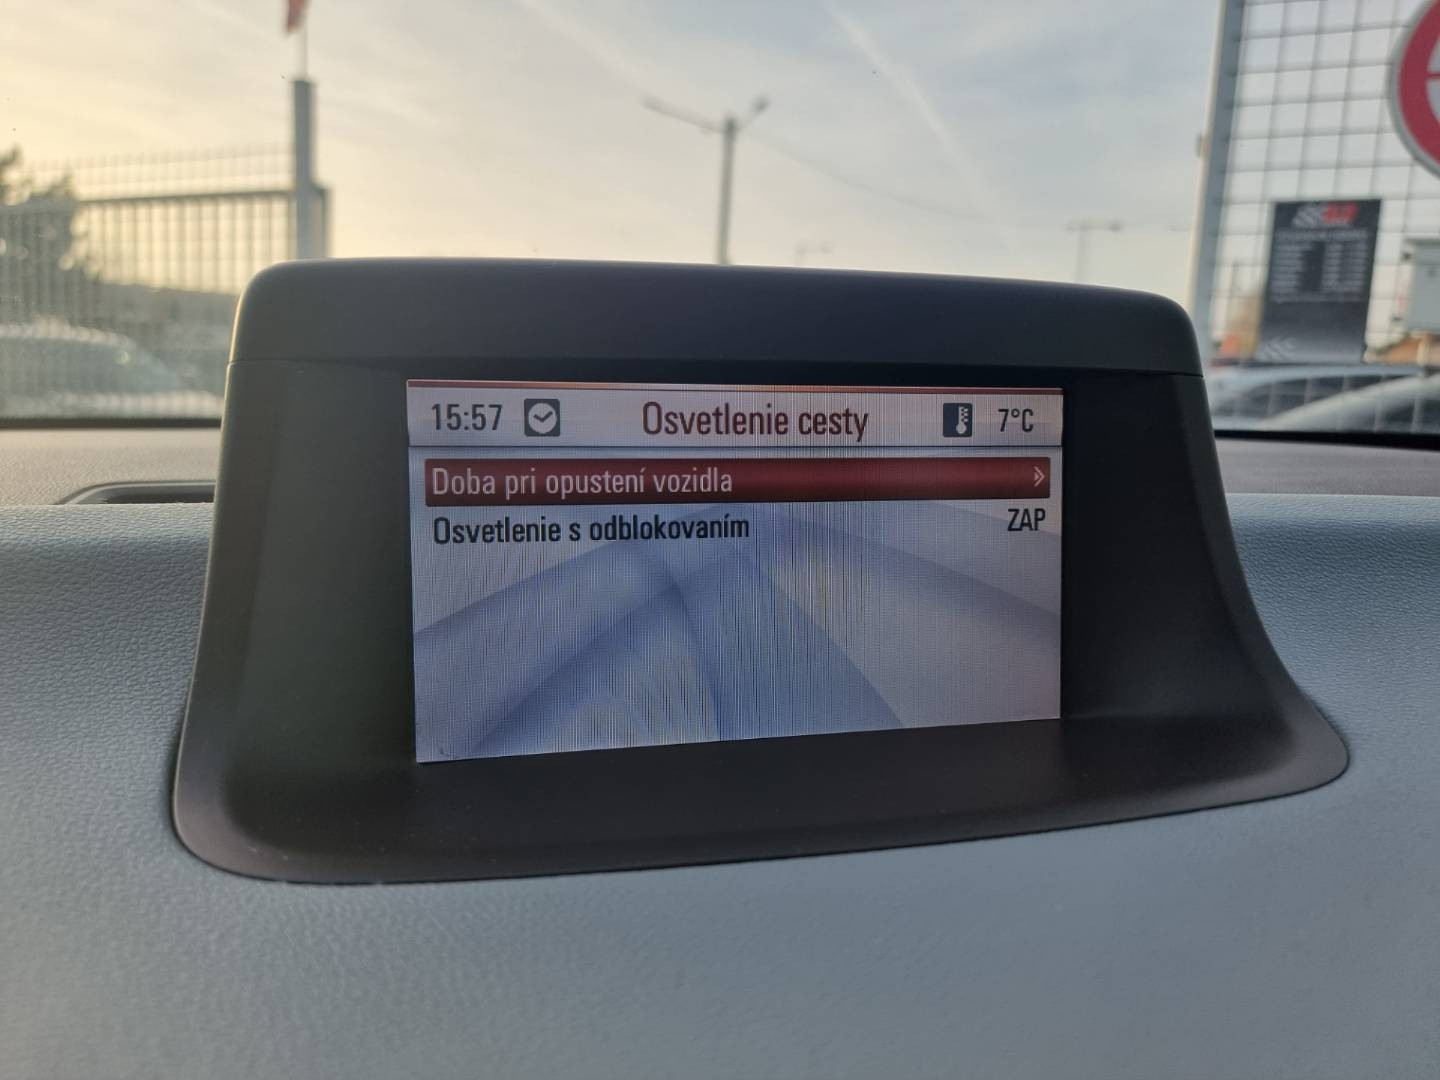 15:57 Osvetlenie cesty 7°C
Doba pri opustení vozidla
Osvetlenie s odblokovaním ZAP